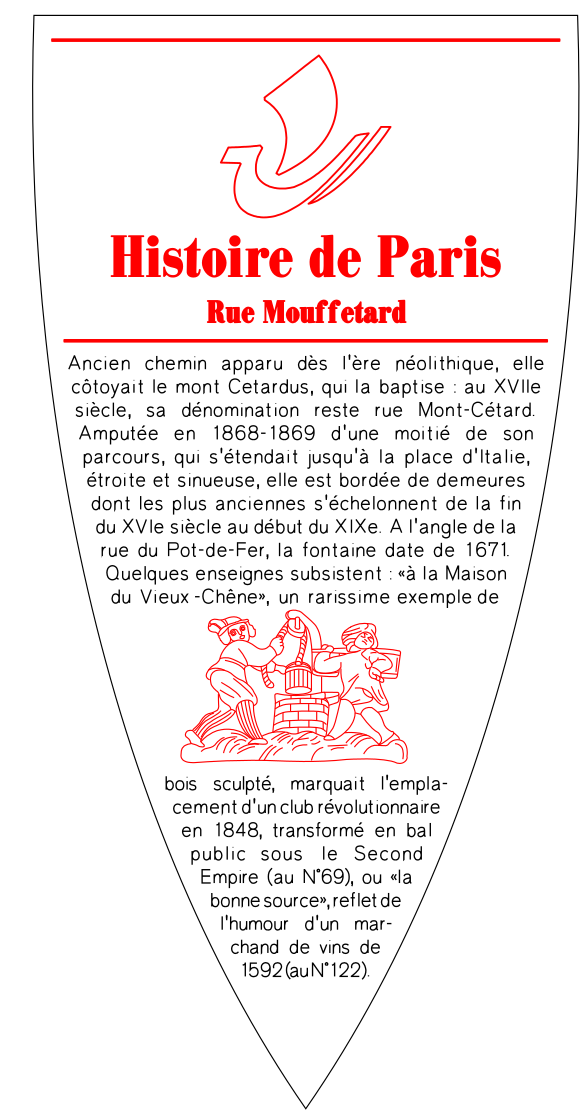 Histoire de Paris
Rue Mouffetard
Ancien chemin apparu dès l'ère néolithique, elle
côtoyait le mont Cetardus, qui la baptise : au XVIIe
siècle, sa dénomination reste rue Mont-Cétard.
Amputée en 1868-1869 d'une moitié de son
parcours, qui s'étendait jusqu'à la place d'Italie,
étroite et sinueuse, elle est bordée de demeures
dont les plus anciennes s'échelonnent de la fin
du XVIe siècle au début du XIXe. A l'angle de la
rue du Pot-de-Fer, la fontaine date de 1671.
Quelques enseignes subsistent : «à la Maison
du Vieux -Chêne», un rarissime exemple de
bois sculpté, marquait l'empla-
cement d'un club révolutionnaire
en 1848, transformé en bal
public sous le Second
Empire (au N°69), ou «la
bonne source», reflet de
l'humour d'un mar-
chand de vins de
1592 (au N°122).